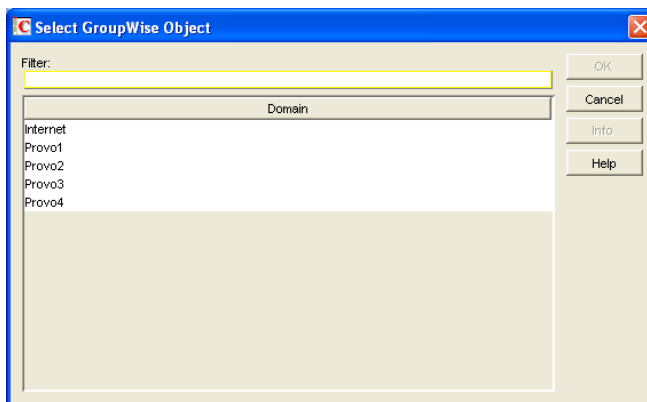 Select GroupWise Object
Filter:
OK
Domain
Cancel
Internet
Info
Provo1
Provo2
Help
Provo3
Provo4